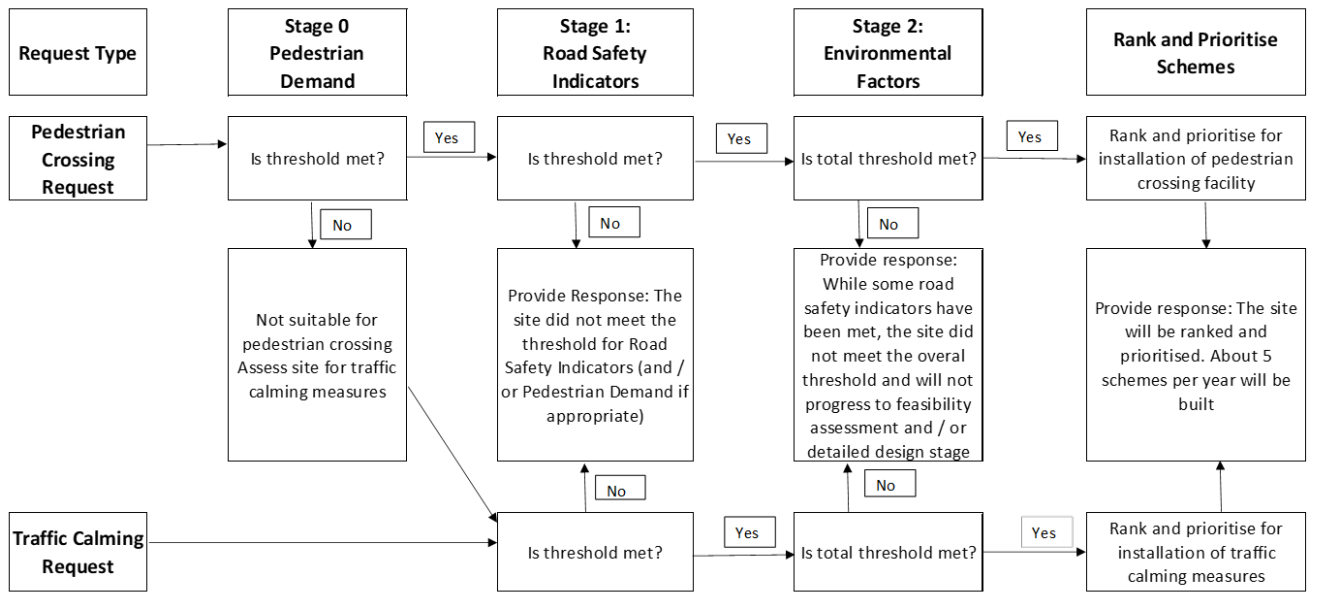 Request Type
Stage 0
Pedestrian
Demand
Stage 1:
Road Safety
Indicators
Stage 2:
Environmental
Factors
Rank and Prioritise
Schemes
Pedestrian
Crossing
Request
Is threshold met?
Yes
Is threshold met?
Yes
Is total threshold met?
Yes
Rank and prioritise for
installation of pedestrian
crossing facility
No
No
No
Not suitable for
pedestrian crossing
Assess site for traffic
calming measures
Provide Response: The
site did not meet the
threshold for Road
Safety Indicators (and /
or Pedestrian Demand if
appropriate)
Provide response:
While some road
safety indicators have
been met, the site did
not meet the overal
threshold and will not
progress to feasibility
assessment and / or
detailed design stage
Provide response: The site
will be ranked and
prioritised. About 5
schemes per year will be
built
No
No
Traffic Calming
Request
Is threshold met?
Yes
Is total threshold met?
Yes
Rank and prioritise for
installation of traffic
calming measures